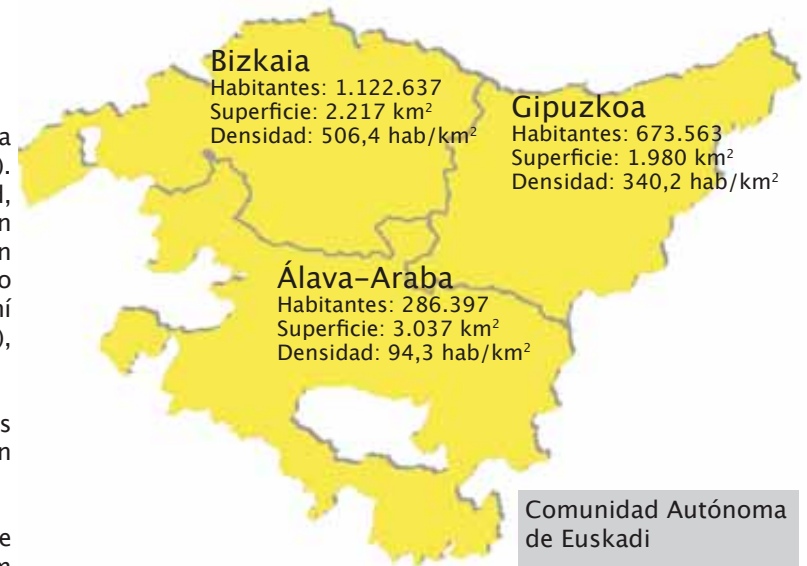 Bizkaia
Habitantes: 1.122.637
Superficie: 2.217 km²
Densidad: 506,4 hab/km²
Gipuzkoa
Habitantes: 673.563
Superficie: 1.980 km²
Densidad: 340,2 hab/km²
Álava-Araba
Habitantes: 286.397
Superficie: 3.037 km²
Densidad: 94,3 hab/km²
Comunidad Autónoma
de Euskadi
a
).
n
n
o
),
s
n
e